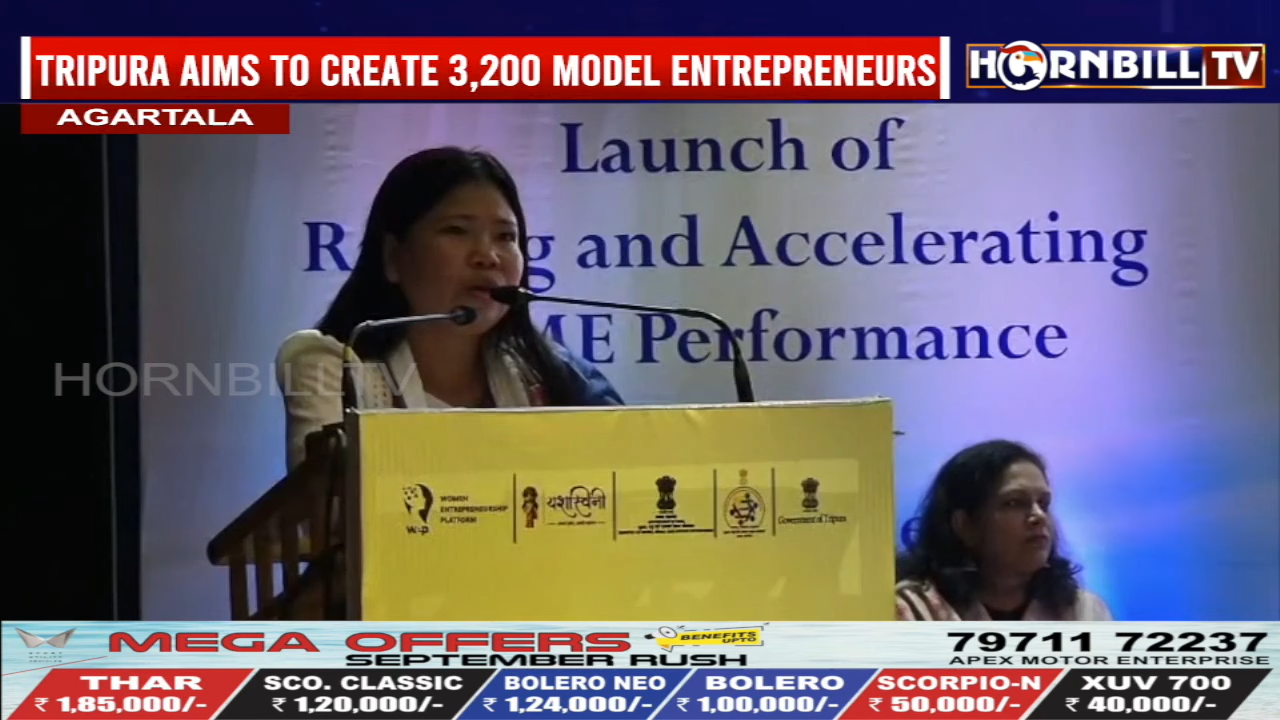 TRIPURA AIMS TO CREATE 3,200 MODEL ENTREPRENEURS
HORNBILL TV
AGARTALA
Launch of
and Accelerating
ME Performance
HORNBILLTV
WOMEN
ENTREPRENEURSHIP
PLATFORM
wep
यशस्विनी
Government of Tripura
MEGA OFFERS
BENEFITS
UPTO
SEPTEMBER RUSH
79711 72237
APEX MOTOR ENTERPRISE
THAR
₹ 1,85,000/-
SCO. CLASSIC
₹ 1,20,000/-
BOLERO NEO
₹ 1,24,000/-
BOLERO
₹ 1,00,000/-
SCORPIO-N
₹ 50,000/-
XUV 700
₹ 40,000/-